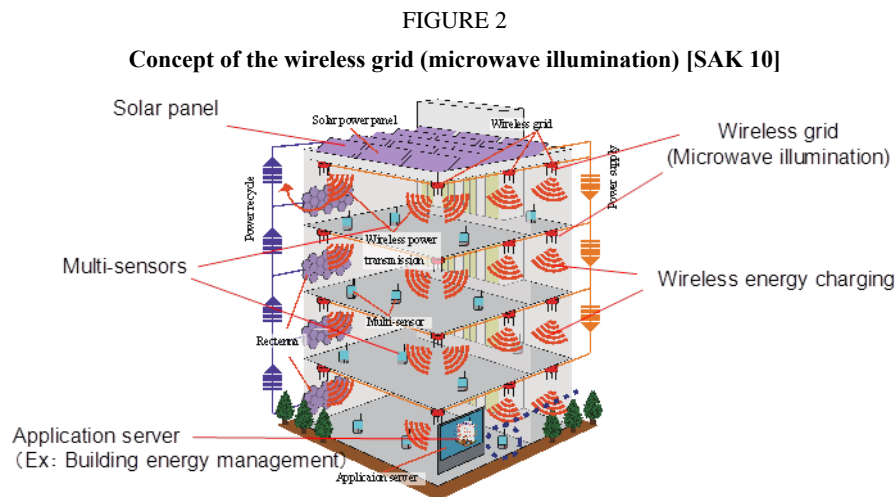 FIGURE 2
Concept of the wireless grid (microwave illumination) [SAK 10]
Solar panel
Solar power panel
Wireless grid
Wireless grid
(Microwave illumination)
Power recycle
Power supply
Wireless power
transmission
Multi-sensors
Wireless energy charging
Multi-sensor
Rectenna
Application server
（Ex: Building energy management）
Applicaion server